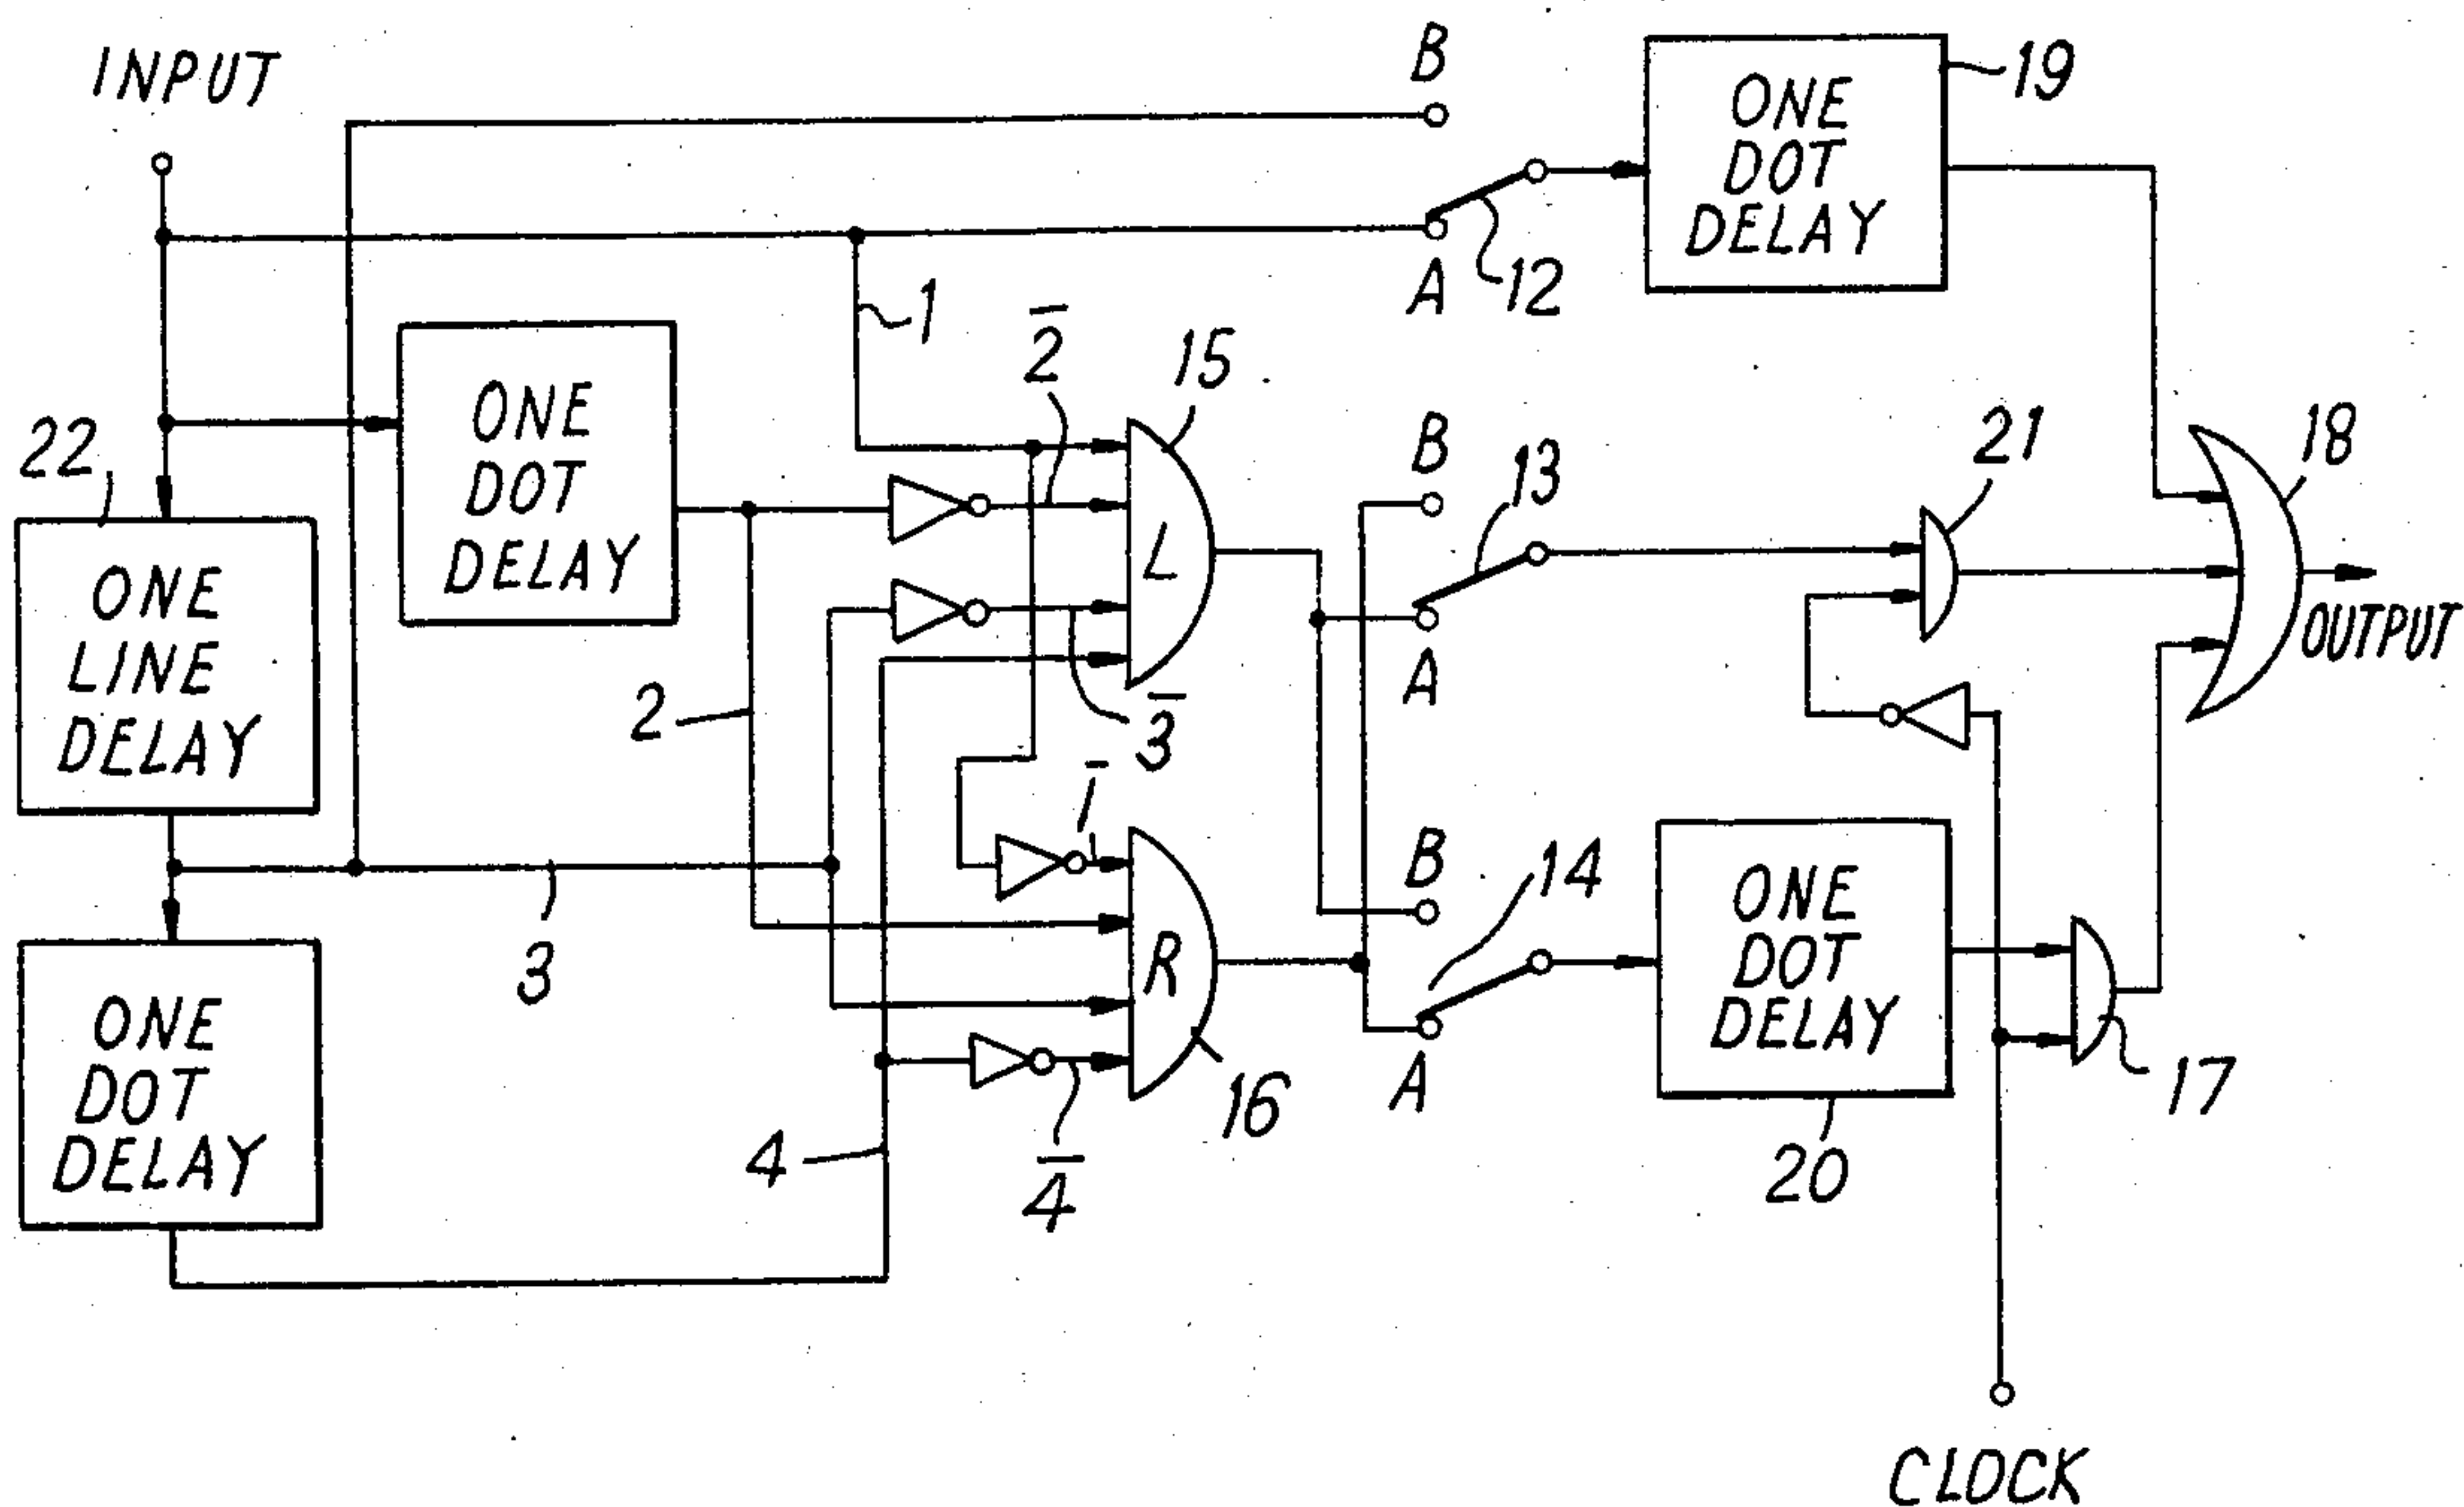 INPUT
B
ONE
DOT
DELAY
19
A
12
1
2̅
15
ONE
DOT
DELAY
22
B
13
21
18
L
ONE
LINE
DELAY
A
OUTPUT
2
3̅
1̅
B
14
ONE
DOT
DELAY
3
R
ONE
DOT
DELAY
A
16
17
4
4̅
20
CLOCK